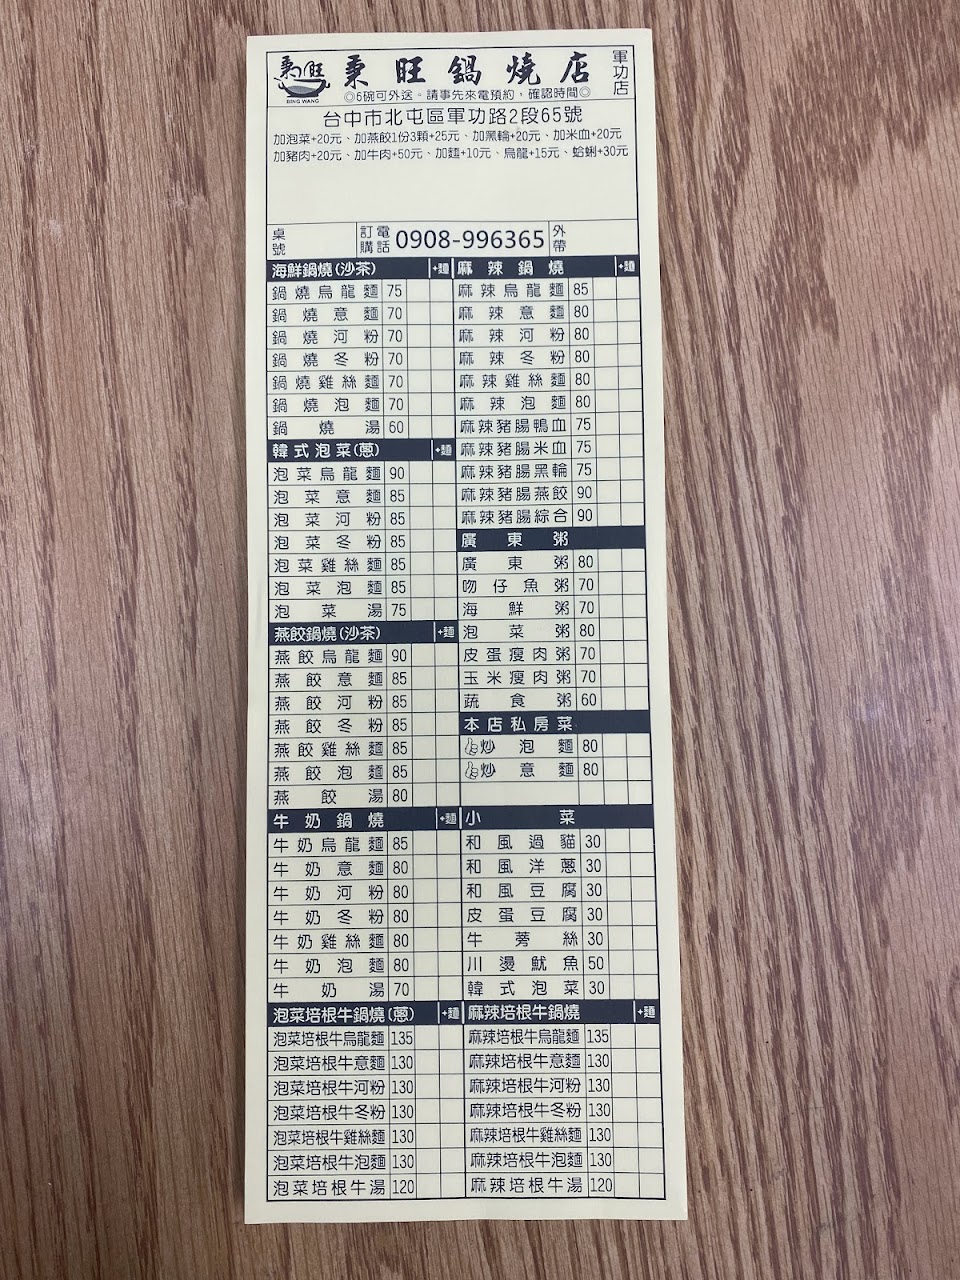 秉旺 秉旺鍋燒店 軍功店
BING WANG
◎6碗可外送。請事先來電預約,確認時間◎
台中市北屯區軍功路2段65號
加泡菜+20元、加燕餃1份3顆+25元、加黑輪+20元、加米血+20元
加豬肉+20元、加牛肉+50元、加麵+10元、烏龍+15元、蛤蜊+30元
桌號 訂購電話 0908-996365 外帶
海鮮鍋燒(沙茶) +麵
鍋燒烏龍麵 75
鍋燒意麵 70
鍋燒河粉 70
鍋燒冬粉 70
鍋燒雞絲麵 70
鍋燒泡麵 70
鍋燒湯 60
韓式泡菜(蔥) +麵
泡菜烏龍麵 90
泡菜意麵 85
泡菜河粉 85
泡菜冬粉 85
泡菜雞絲麵 85
泡菜泡麵 85
泡菜湯 75
燕餃鍋燒(沙茶) +麵
燕餃烏龍麵 90
燕餃意麵 85
燕餃河粉 85
燕餃冬粉 85
燕餃雞絲麵 85
燕餃泡麵 85
燕餃湯 80
牛奶鍋燒 +麵
牛奶烏龍麵 85
牛奶意麵 80
牛奶河粉 80
牛奶冬粉 80
牛奶雞絲麵 80
牛奶泡麵 80
牛奶湯 70
泡菜培根牛鍋燒(蔥) +麵
泡菜培根牛烏龍麵 135
泡菜培根牛意麵 130
泡菜培根牛河粉 130
泡菜培根牛冬粉 130
泡菜培根牛雞絲麵 130
泡菜培根牛泡麵 130
泡菜培根牛湯 120
麻辣鍋燒 +麵
麻辣烏龍麵 85
麻辣意麵 80
麻辣河粉 80
麻辣冬粉 80
麻辣雞絲麵 80
麻辣泡麵 80
麻辣豬腸鴨血 75
麻辣豬腸米血 75
麻辣豬腸黑輪 75
麻辣豬腸燕餃 90
麻辣豬腸綜合 90
廣東粥
廣東粥 80
吻仔魚粥 70
海鮮粥 70
泡菜粥 80
皮蛋瘦肉粥 70
玉米瘦肉粥 70
蔬食粥 60
本店私房菜
炒泡麵 80
炒意麵 80
小菜
和風過貓 30
和風洋蔥 30
和風豆腐 30
皮蛋豆腐 30
牛蒡絲 30
川燙魷魚 50
韓式泡菜 30
麻辣培根牛鍋燒 +麵
麻辣培根牛烏龍麵 135
麻辣培根牛意麵 130
麻辣培根牛河粉 130
麻辣培根牛冬粉 130
麻辣培根牛雞絲麵 130
麻辣培根牛泡麵 130
麻辣培根牛湯 120